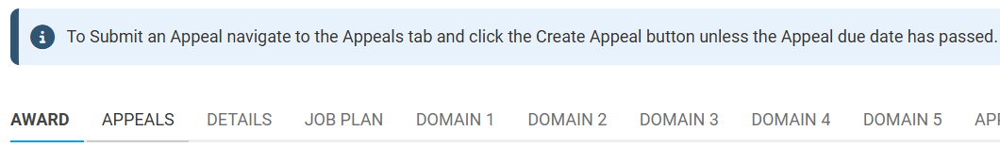 To Submit an Appeal navigate to the Appeals tab and click the Create Appeal button unless the Appeal due date has passed.
AWARD APPEALS DETAILS JOB PLAN DOMAIN 1 DOMAIN 2 DOMAIN 3 DOMAIN 4 DOMAIN 5